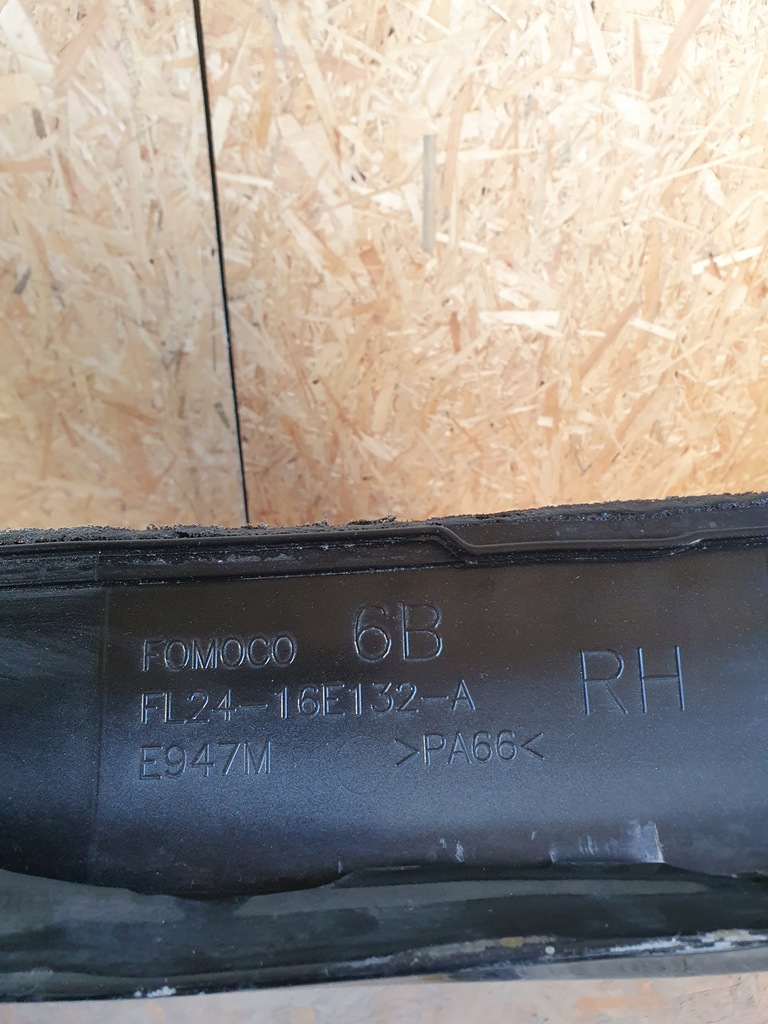 FOMOCO 6B
FL24-16E132-A RH
E947M >PA66<